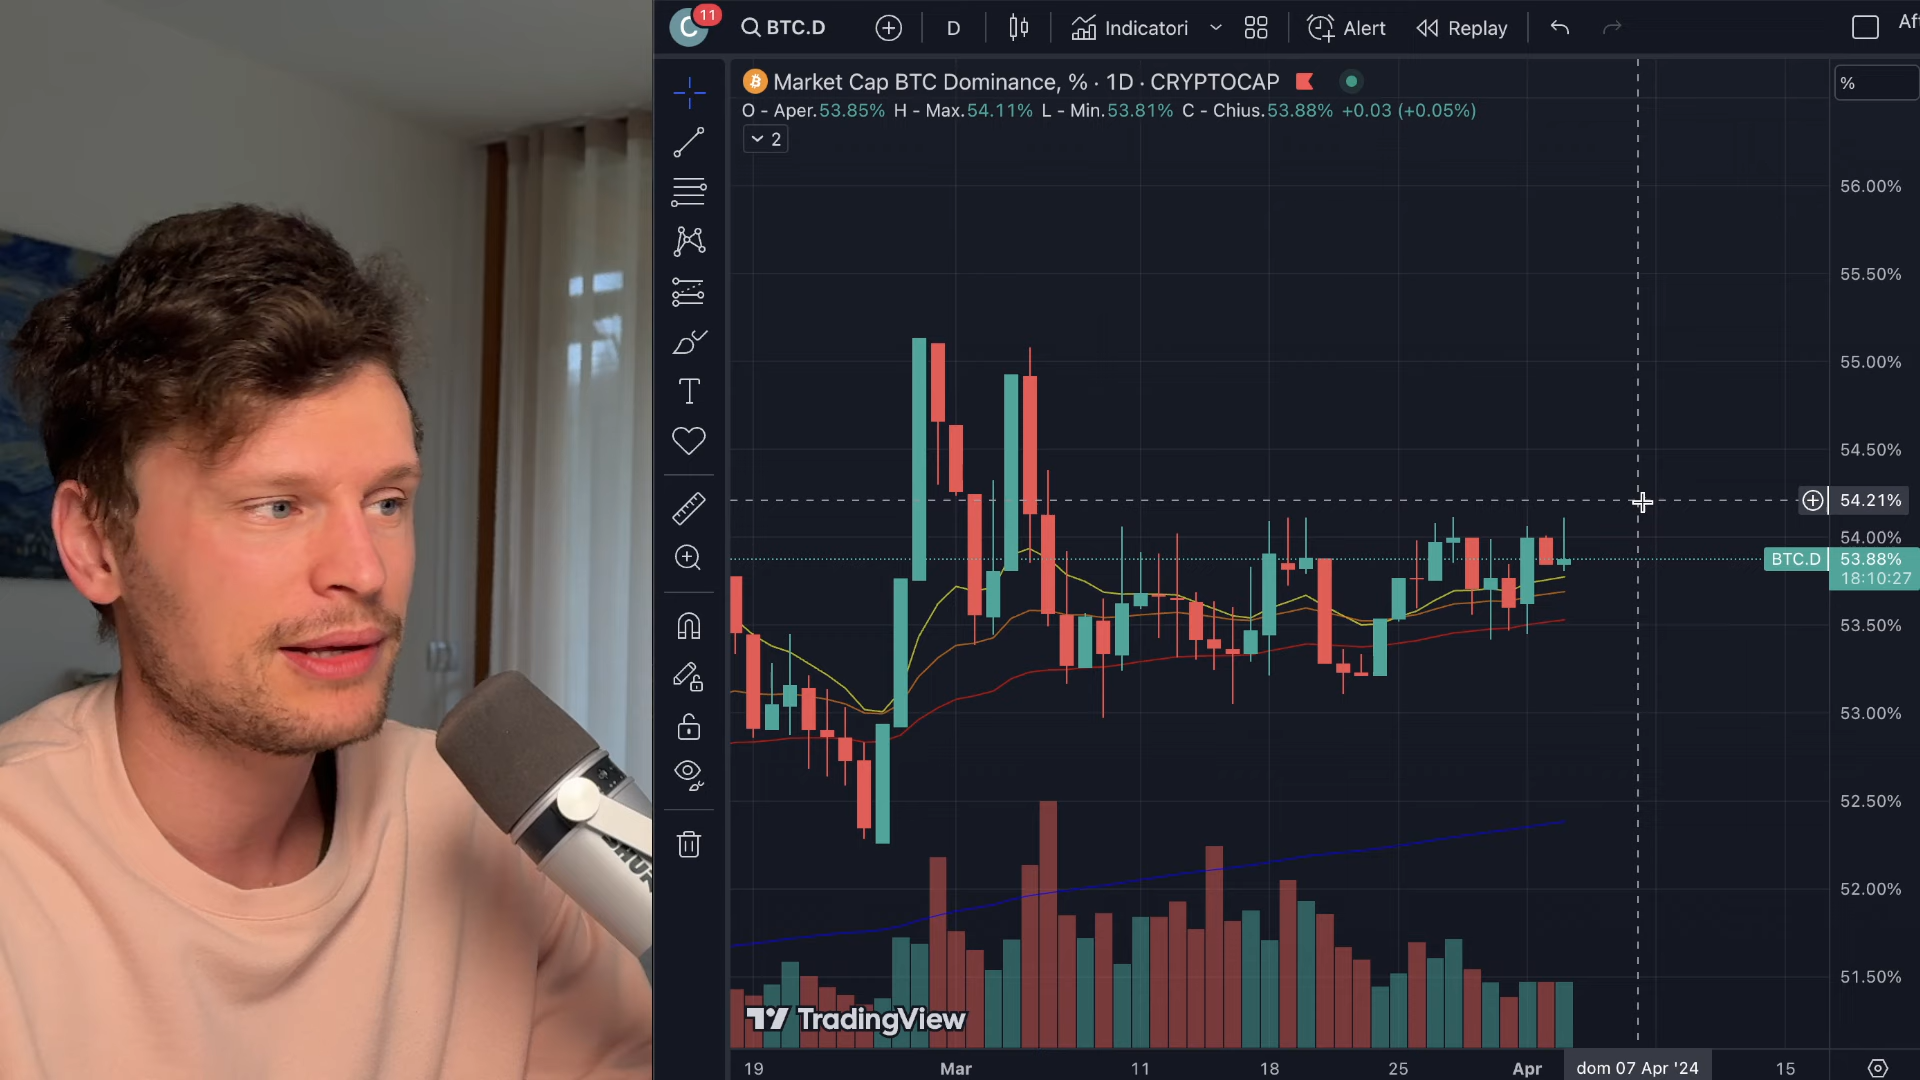 C 11 BTC.D D Indicatori Alert Replay
Market Cap BTC Dominance, % · 1D · CRYPTOCAP
%
O - Aper.53.85% H - Max.54.11% L - Min.53.81% C - Chius.53.88% +0.03 (+0.05%)
2
56.00%
55.50%
55.00%
54.50%
54.21%
54.00%
BTC.D 53.88%
18:10:27
53.50%
53.00%
52.50%
52.00%
51.50%
SHUR
TradingView
19 Mar 11 18 25 Apr dom 07 Apr '24 15